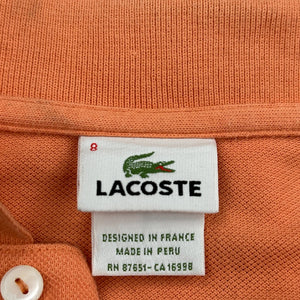 8
LACOSTE
DESIGNED IN FRANCE
MADE IN PERU
RN 87651-CA 16998